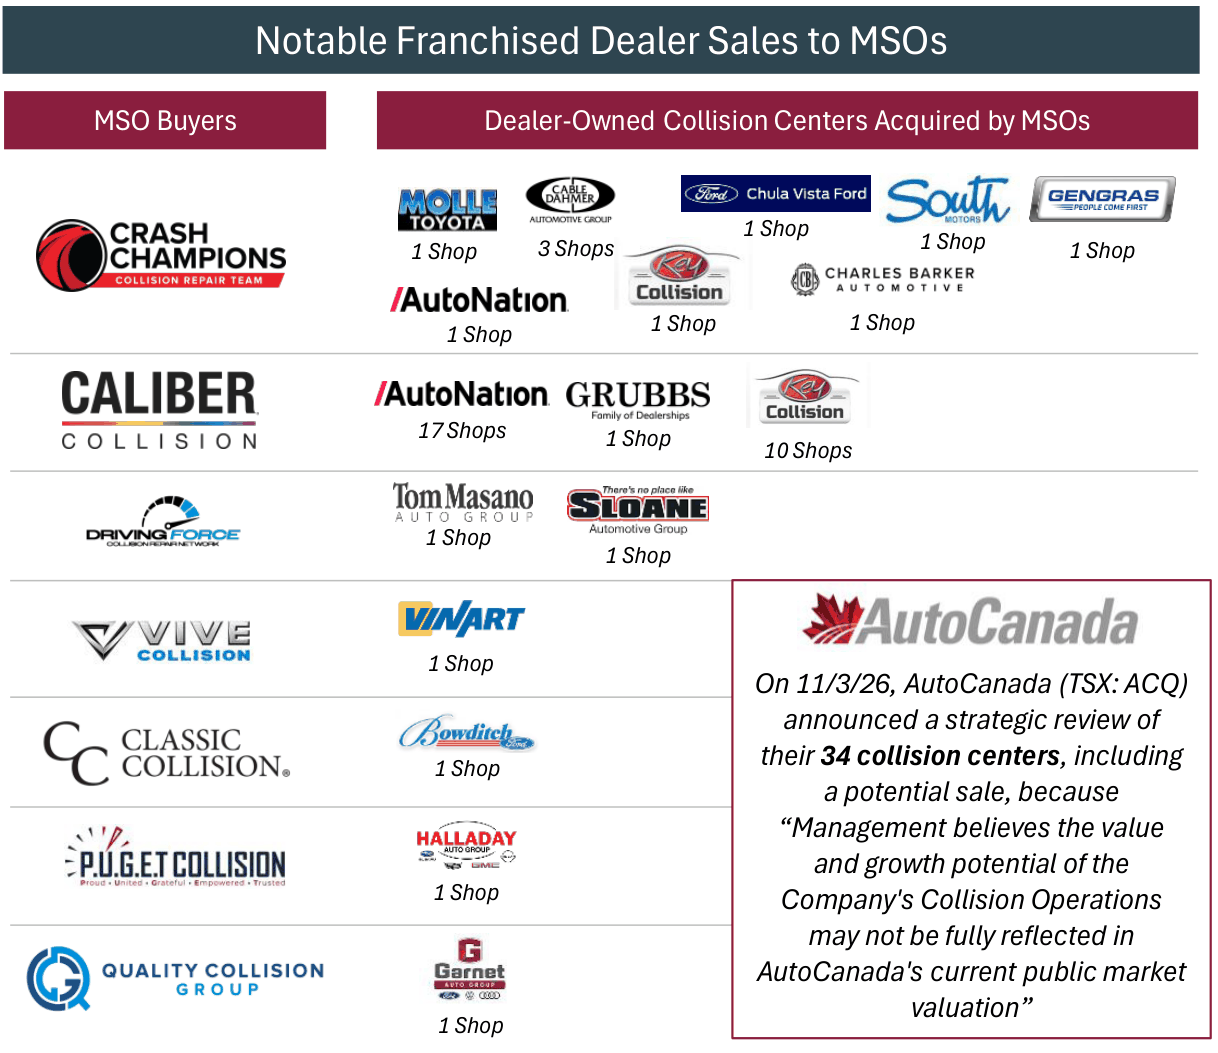 Notable Franchised Dealer Sales to MSOs
MSO Buyers
Dealer-Owned Collision Centers Acquired by MSOs
CRASH
CHAMPIONS
COLLISION REPAIR TEAM
MOLLE
TOYOTA
1 Shop
CABLE
DAHMER
AUTOMOTIVE GROUP
3 Shops
Ford Chula Vista Ford
1 Shop
South
MOTORS
1 Shop
GENGRAS
PEOPLE COME FIRST
1 Shop
/AutoNation
1 Shop
Key
Collision
1 Shop
CB
CHARLES BARKER
AUTOMOTIVE
1 Shop
CALIBER
COLLISION
/AutoNation
17 Shops
GRUBBS
Family of Dealerships
1 Shop
Key
Collision
10 Shops
DRIVINGFORCE
COLLISION REPAIR NETWORK
Tom Masano
AUTO GROUP
1 Shop
There's no place like
SLOANE
Automotive Group
1 Shop
VIVE
COLLISION
VINART
1 Shop
CC CLASSIC
COLLISION®
Bowditch
Ford
1 Shop
P.U.G.E.T COLLISION
Proud • United • Grateful • Empowered • Trusted
HALLADAY
AUTO GROUP
SUBARU
GMC
1 Shop
QUALITY COLLISION
GROUP
G
Garnet
AUTO GROUP
Ford
1 Shop
AutoCanada
On 11/3/26, AutoCanada (TSX: ACQ)
announced a strategic review of
their 34 collision centers, including
a potential sale, because
“Management believes the value
and growth potential of the
Company's Collision Operations
may not be fully reflected in
AutoCanada's current public market
valuation”